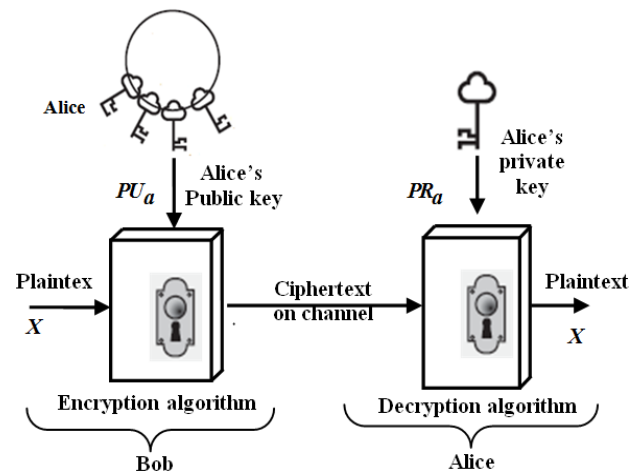 Alice
PUa
Alice's
Public key
PRa
Alice's
private
key
Plaintex
X
Ciphertext
on channel
Plaintext
X
Encryption algorithm
Decryption algorithm
Bob
Alice